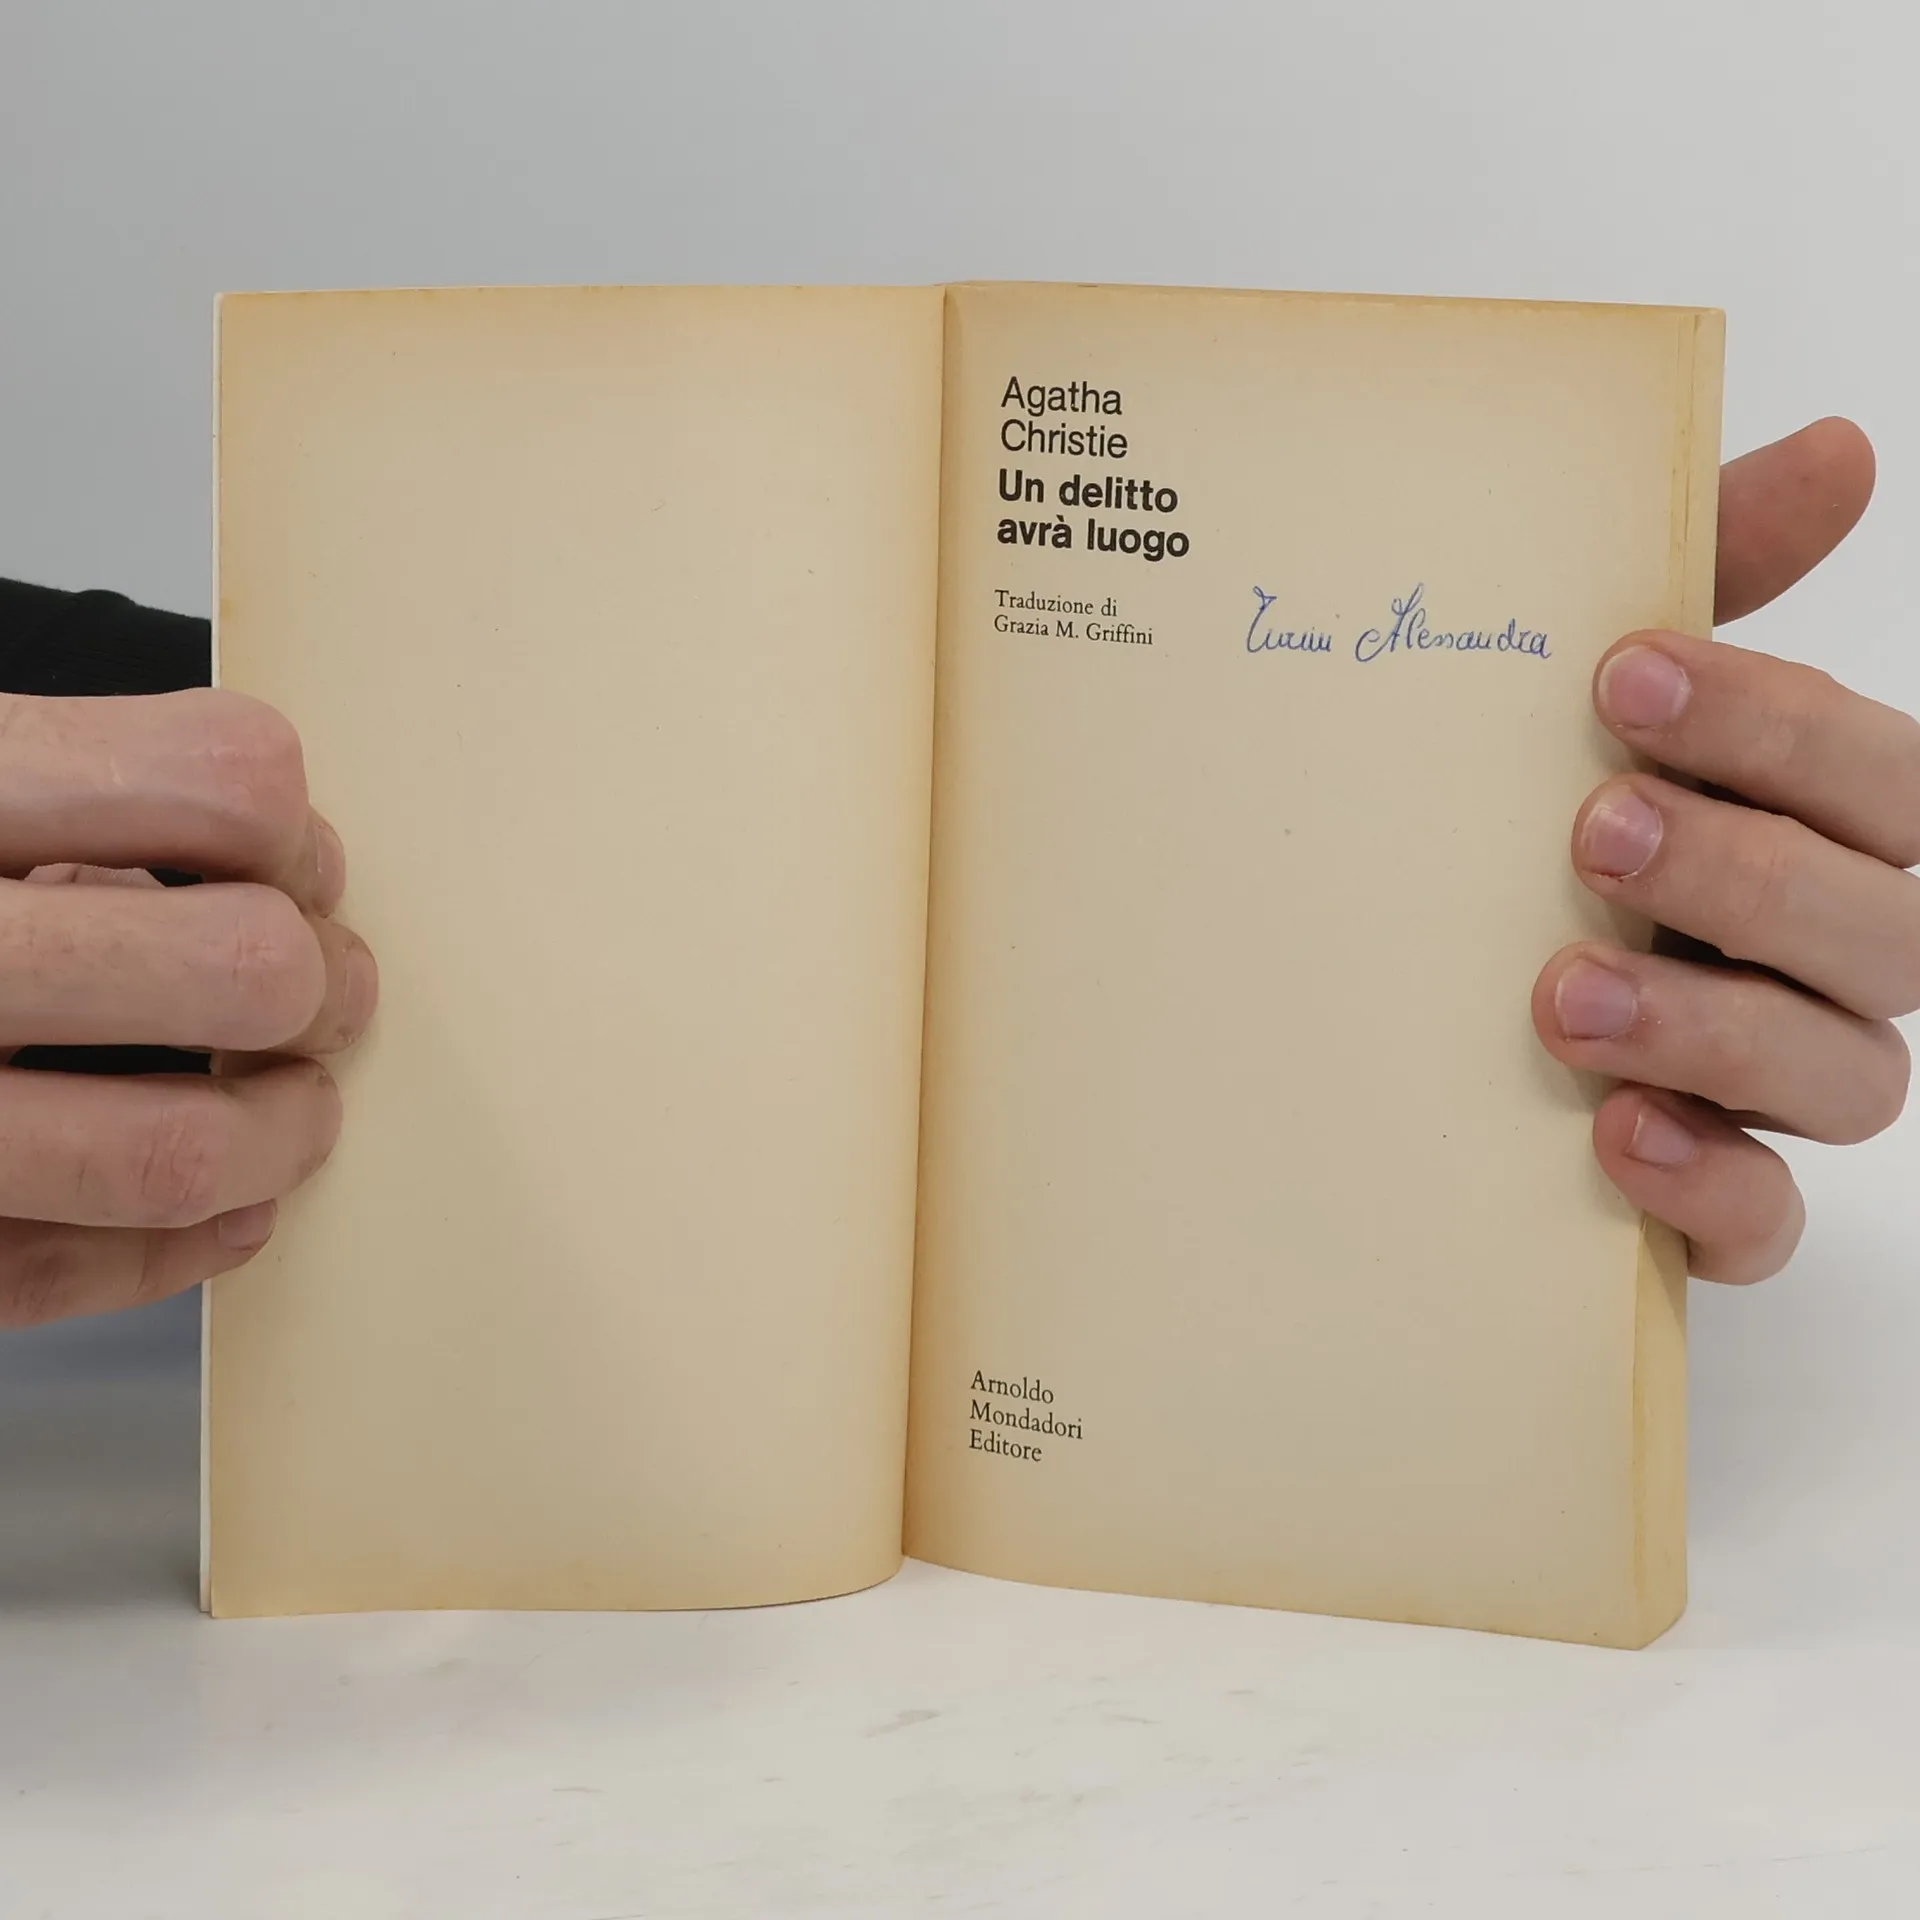 Agatha
Christie
Un delitto
avrà luogo
Traduzione di
Grazia M. Griffini
Alessandra
Arnoldo
Mondadori
Editore